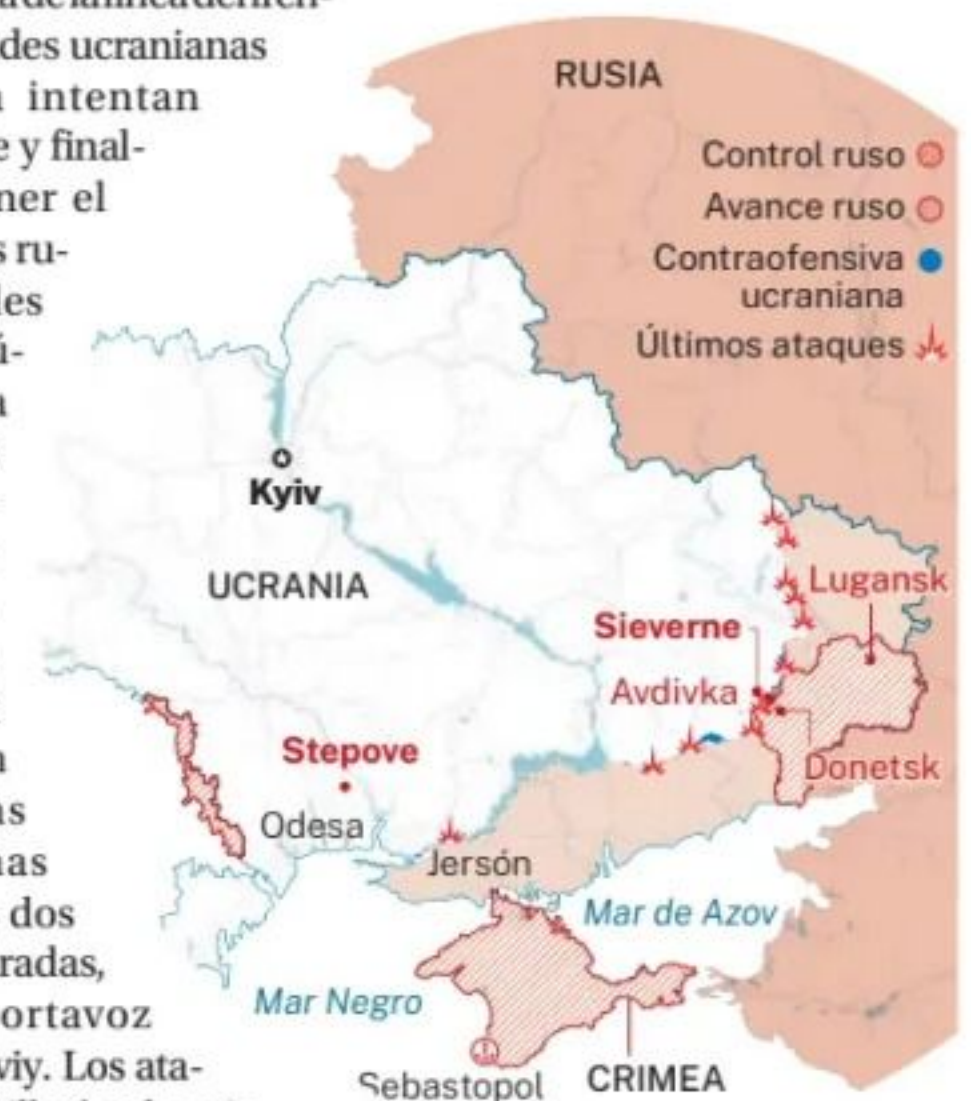 des ucranianas
intentan
e y final-
ner el
s ru-
les
ú-
a
a
as
nas
dos
radas,
ortavoz
viy. Los ata-
RUSIA
Control ruso
Avance ruso
Contraofensiva
ucraniana
Últimos ataques
Kyiv
UCRANIA
Lugansk
Sieverne
Avdivka
Donetsk
Stepove
Odesa
Jersón
Mar de Azov
Mar Negro
Sebastopol
CRIMEA